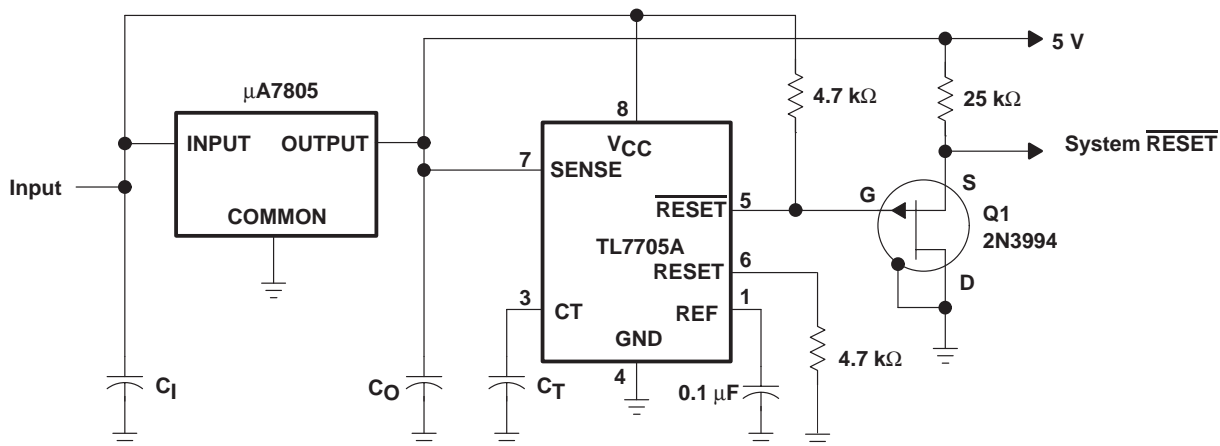 5 V
μA7805
4.7 kΩ
25 kΩ
8
INPUT OUTPUT
VCC
System RESET
7
SENSE
Input
S
G
5
RESET
Q1
2N3994
COMMON
TL7705A
6
RESET
D
3
1
CT
REF
GND
4.7 kΩ
4
CI
CO
CT
0.1 μF